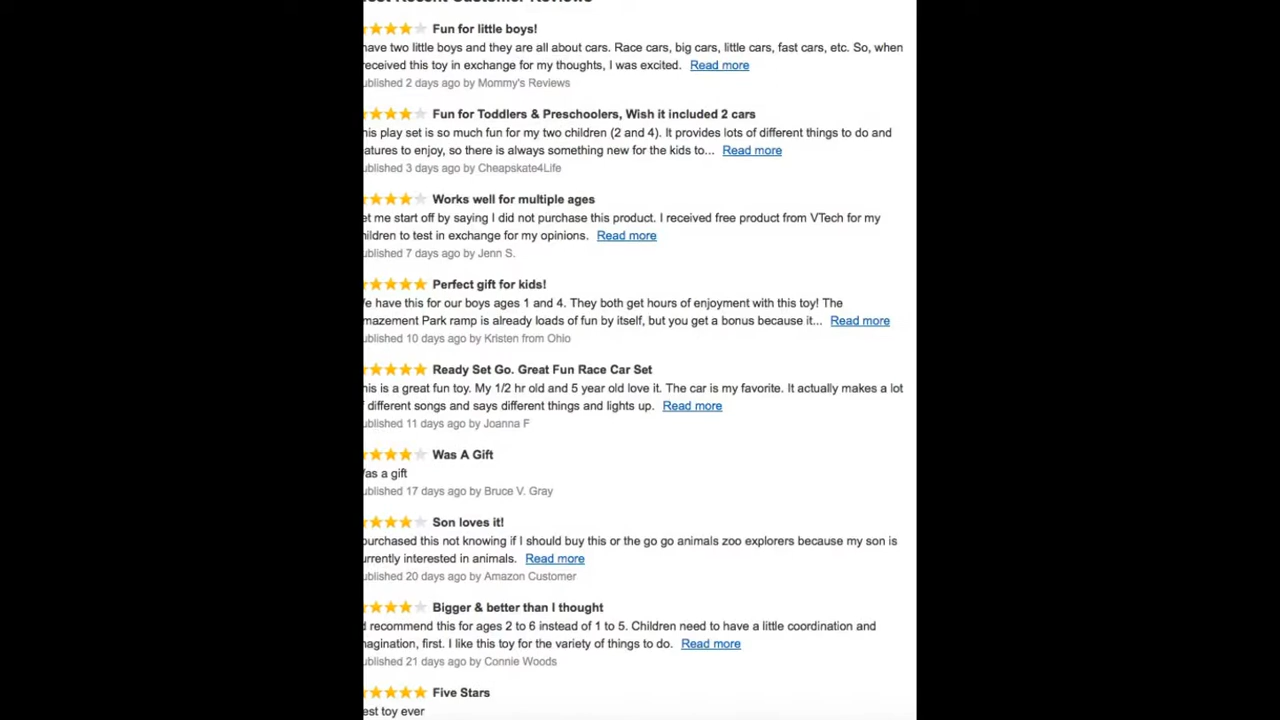 Fun for little boys!
have two little boys and they are all about cars. Race cars, big cars, little cars, fast cars, etc. So, when
received this toy in exchange for my thoughts, I was excited. Read more
ublished 2 days ago by Mommy's Reviews
Fun for Toddlers & Preschoolers, Wish it included 2 cars
his play set is so much fun for my two children (2 and 4). It provides lots of different things to do and
eatures to enjoy, so there is always something new for the kids to... Read more
ublished 3 days ago by Cheapskate4Life
Works well for multiple ages
et me start off by saying I did not purchase this product. I received free product from VTech for my
hildren to test in exchange for my opinions. Read more
ublished 7 days ago by Jenn S.
Perfect gift for kids!
e have this for our boys ages 1 and 4. They both get hours of enjoyment with this toy! The
mazement Park ramp is already loads of fun by itself, but you get a bonus because it... Read more
ublished 10 days ago by Kristen from Ohio
Ready Set Go. Great Fun Race Car Set
his is a great fun toy. My 1/2 hr old and 5 year old love it. The car is my favorite. It actually makes a lot
f different songs and says different things and lights up. Read more
ublished 11 days ago by Joanna F
Was A Gift
as a gift
ublished 17 days ago by Bruce V. Gray
Son loves it!
purchased this not knowing if I should buy this or the go go animals zoo explorers because my son is
urrently interested in animals. Read more
ublished 20 days ago by Amazon Customer
Bigger & better than I thought
d recommend this for ages 2 to 6 instead of 1 to 5. Children need to have a little coordination and
magination, first. I like this toy for the variety of things to do. Read more
ublished 21 days ago by Connie Woods
Five Stars
est toy ever